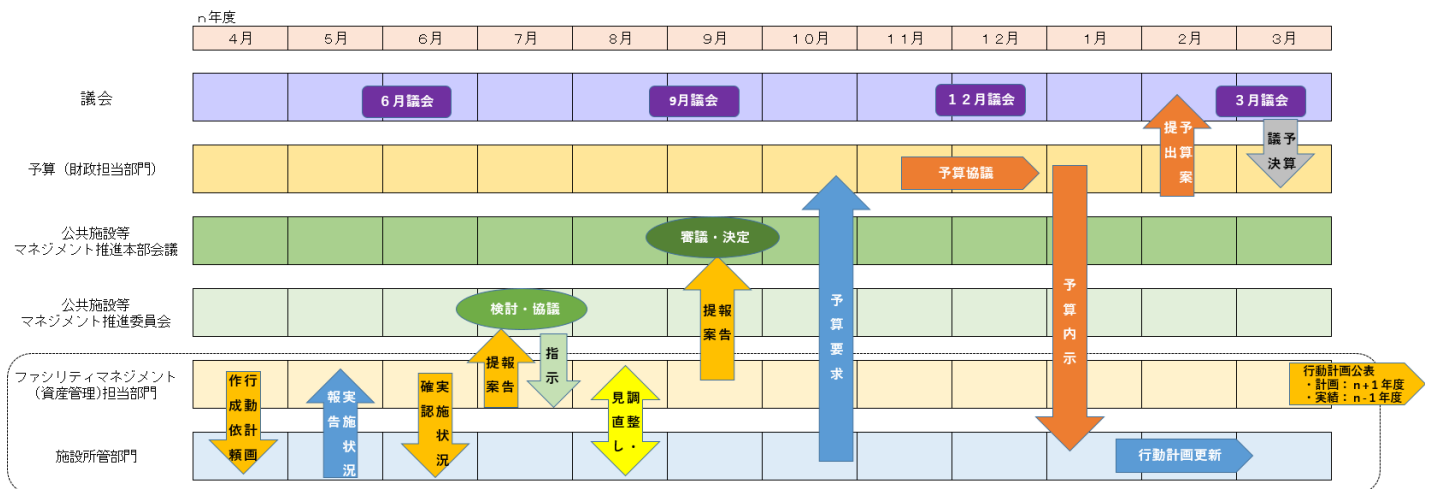 n年度
4月 5月 6月 7月 8月 9月 10月 11月 12月 1月 2月 3月
議会
6月議会
9月議会
12月議会
3月議会
予算（財政担当部門）
予算協議
予算案
提出
予算
議決
公共施設等
マネジメント推進本部会議
審議・決定
公共施設等
マネジメント推進委員会
検討・協議
報告
提案
予算要求
予算内示
ファシリティマネジメント
（資産管理）担当部門
行動計画
作成依頼
実施状況
報告
実施状況
確認
報告
提案
指示
調整・
見直し
行動計画公表
・計画：n+1年度
・実績：n-1年度
施設所管部門
行動計画更新